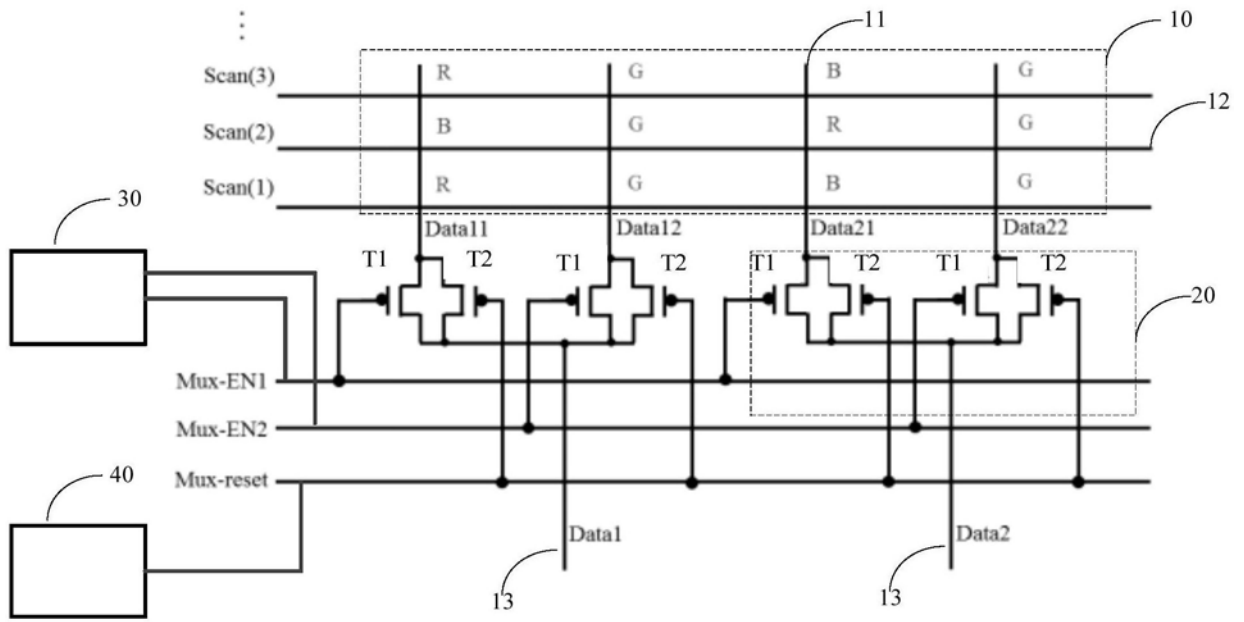 11
10
Scan(3)
R
G
B
G
12
Scan(2)
B
G
R
G
Scan(1)
R
G
B
G
30
Data11
Data12
Data21
Data22
T1
T2
T1
T2
T1
T2
T1
T2
20
Mux-EN1
Mux-EN2
Mux-reset
40
Data1
Data2
13
13